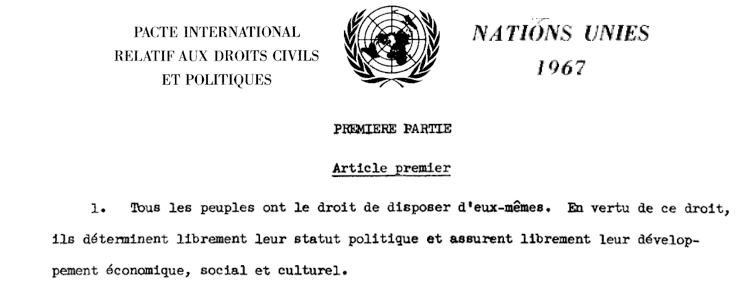 PACTE INTERNATIONAL
RELATIF AUX DROITS CIVILS
ET POLITIQUES
NATIONS UNIES
1967
PREMIERE PARTIE
Article premier
1. Tous les peuples ont le droit de disposer d'eux-mêmes. En vertu de ce droit,
ils déterminent librement leur statut politique et assurent librement leur dévelop-
pement économique, social et culturel.